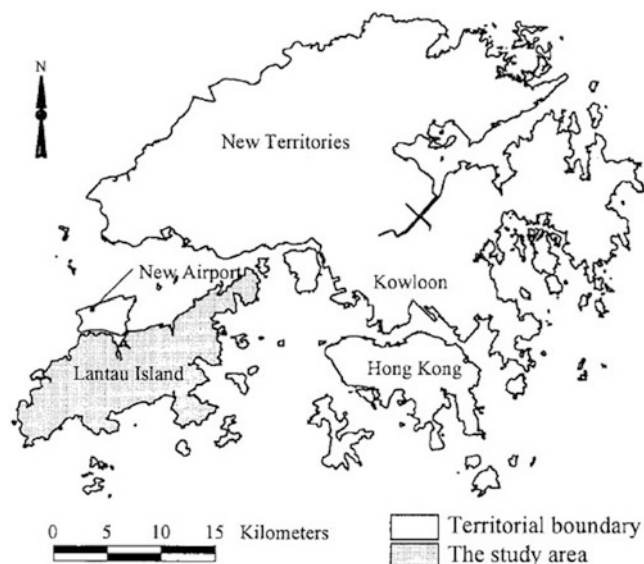 N
New Territories
New Airport
Kowloon
Lantau Island
Hong Kong
0 5 10 15 Kilometers
Territorial boundary
The study area